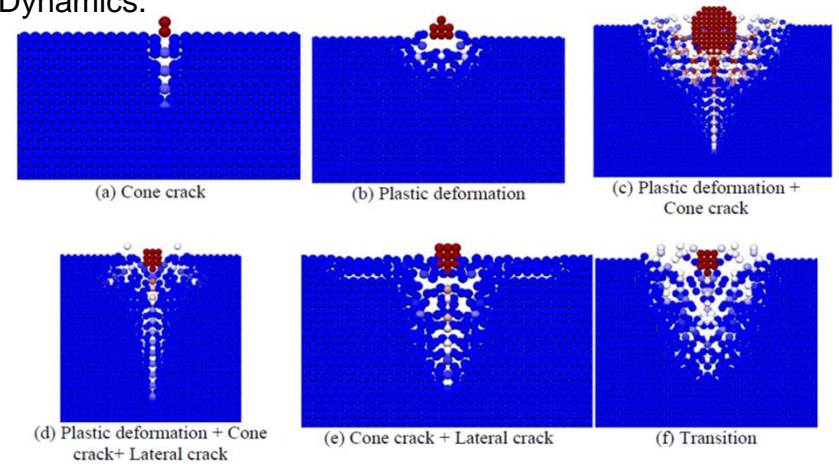 Dynamics.
(a) Cone crack
(b) Plastic deformation
(c) Plastic deformation +
Cone crack
(d) Plastic deformation + Cone
crack+ Lateral crack
(e) Cone crack + Lateral crack
(f) Transition